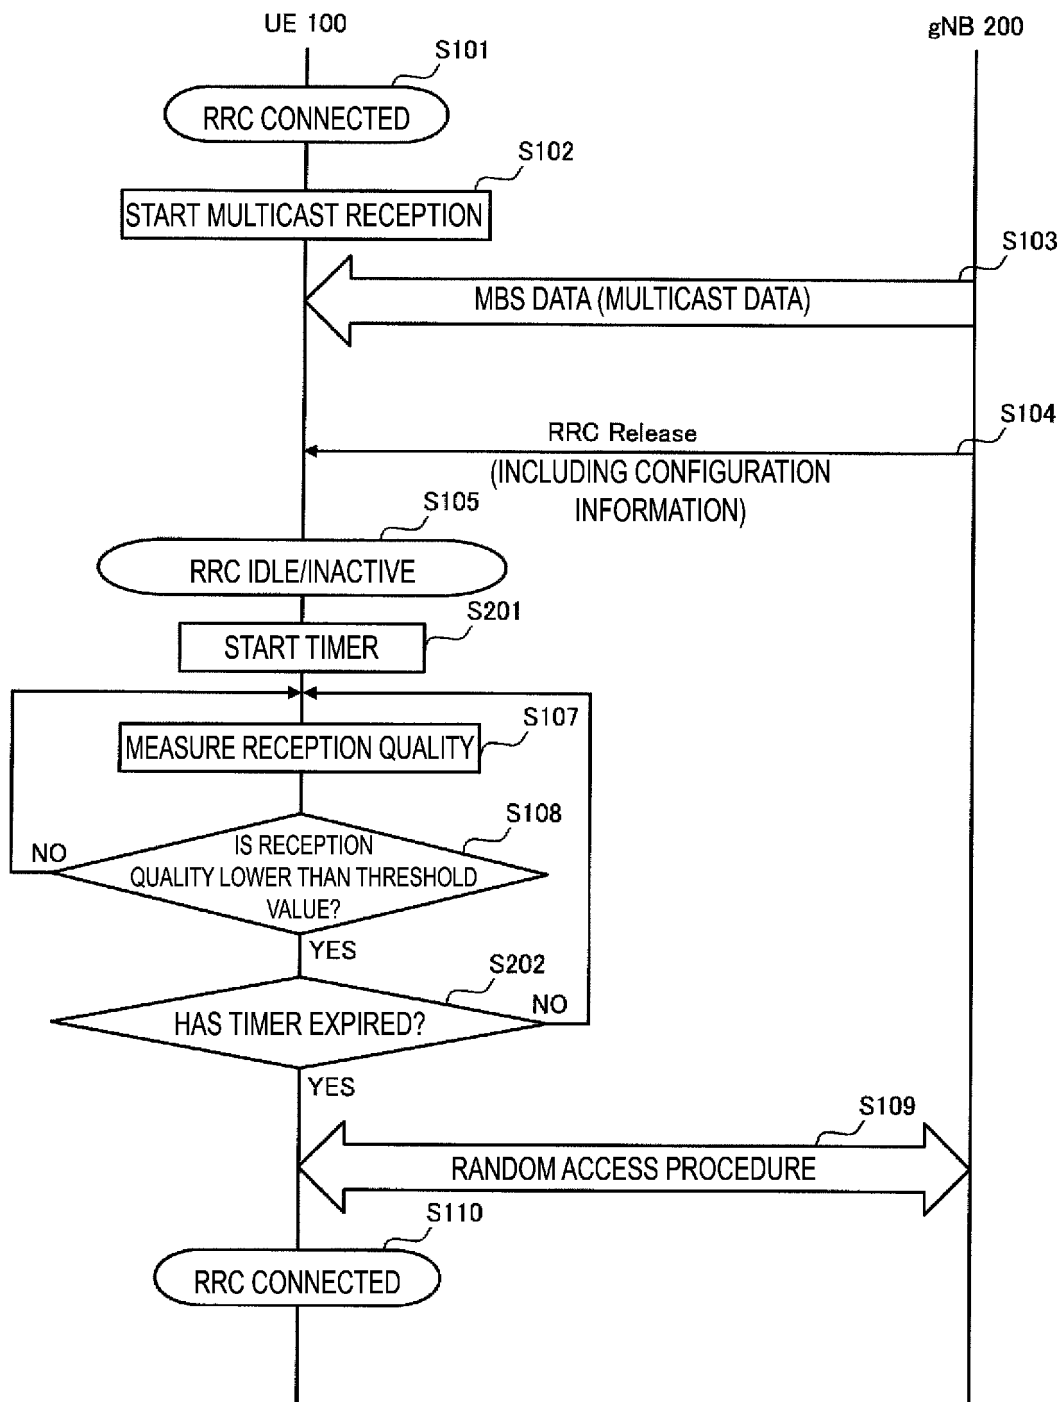 UE 100
gNB 200
S101
RRC CONNECTED
S102
START MULTICAST RECEPTION
S103
MBS DATA (MULTICAST DATA)
S104
RRC Release
(INCLUDING CONFIGURATION
INFORMATION)
S105
RRC IDLE/INACTIVE
S201
START TIMER
S107
MEASURE RECEPTION QUALITY
S108
NO
IS RECEPTION
QUALITY LOWER THAN THRESHOLD
VALUE?
YES
S202
NO
HAS TIMER EXPIRED?
YES
S109
RANDOM ACCESS PROCEDURE
S110
RRC CONNECTED